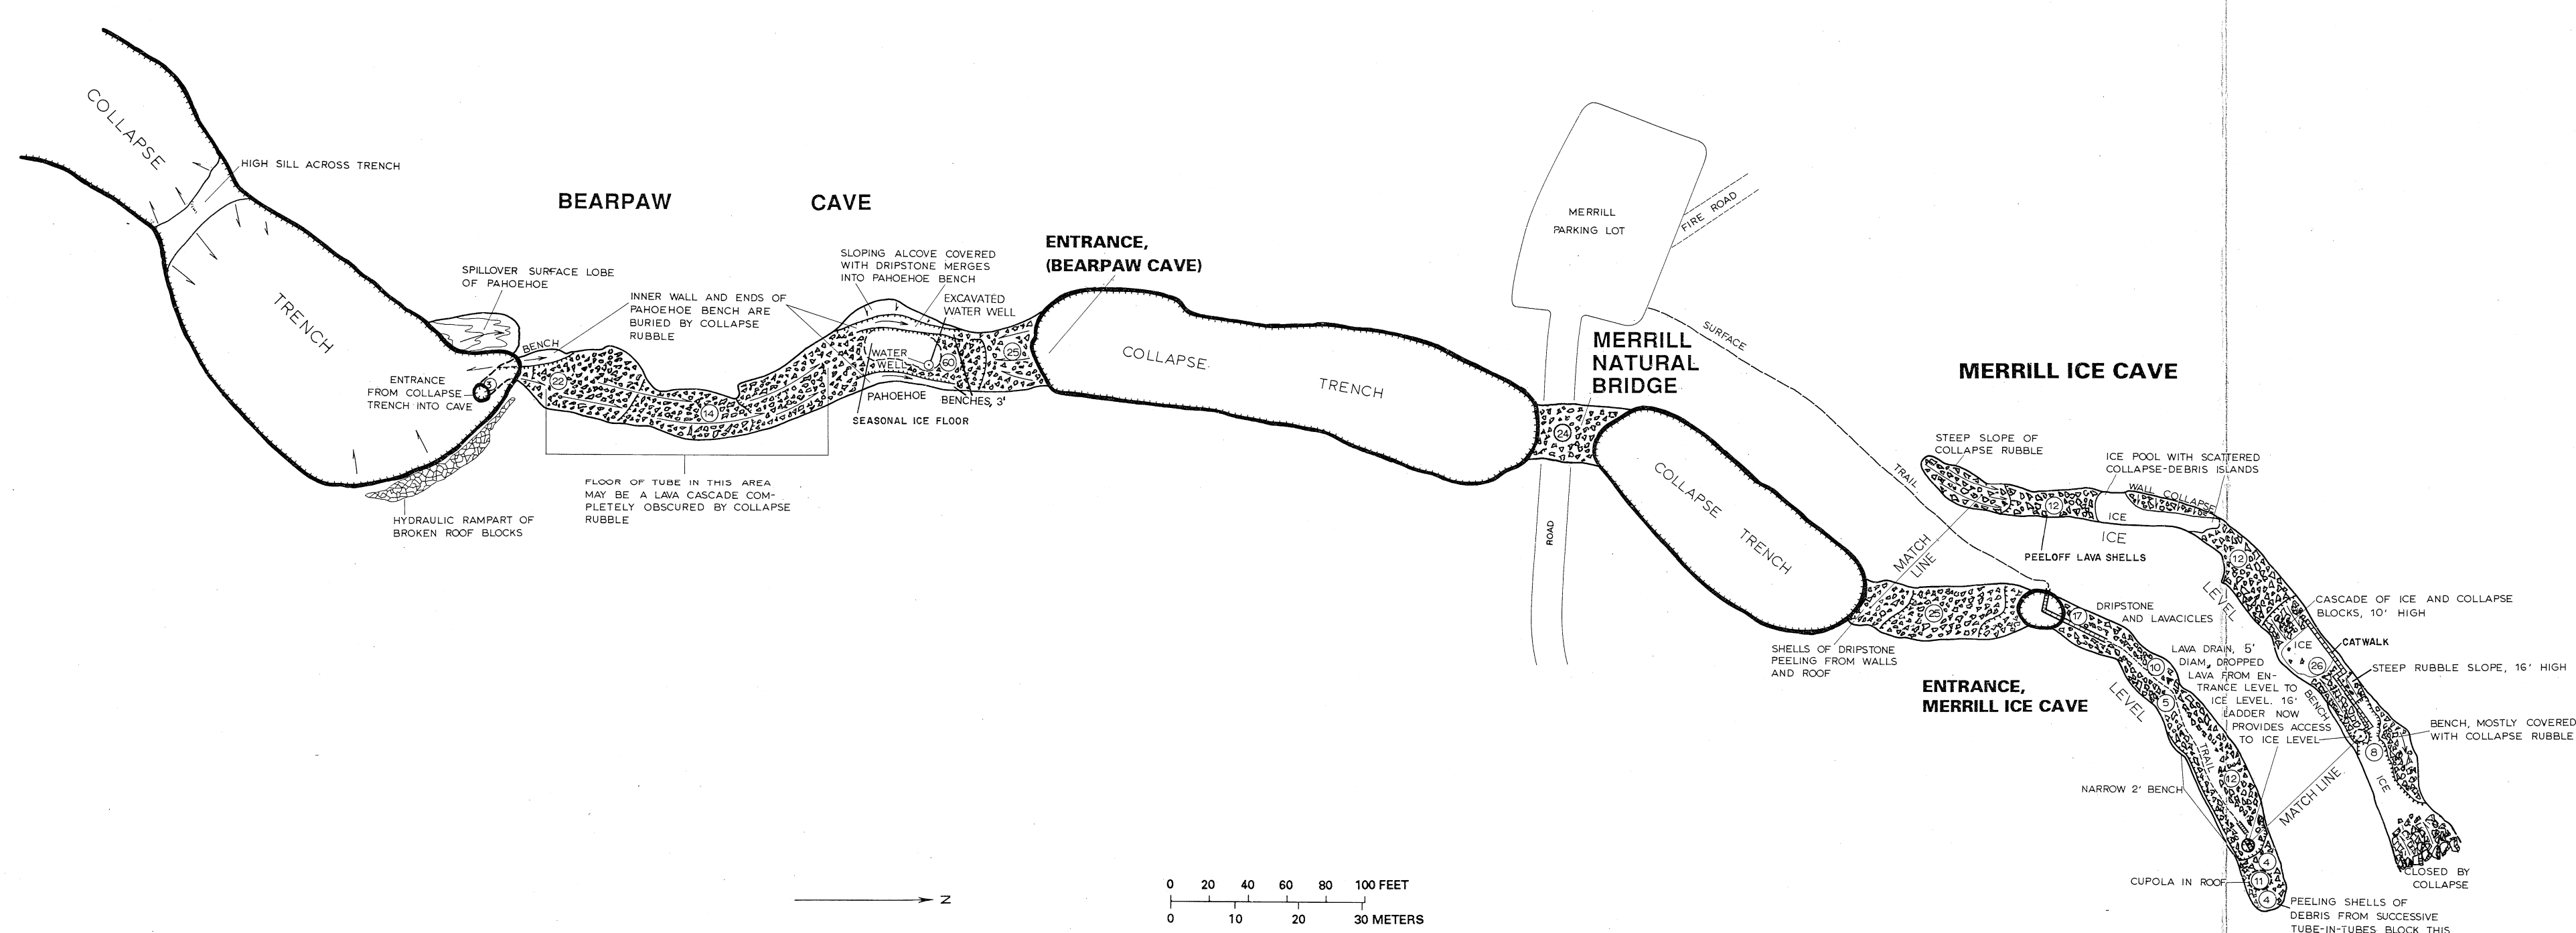 COLLAPSE
HIGH SILL ACROSS TRENCH
TRENCH
BEARPAW CAVE
SPILLOVER SURFACE LOBE
OF PAHOEHOE
INNER WALL AND ENDS OF
PAHOEHOE BENCH ARE
BURIED BY COLLAPSE
RUBBLE
SLOPING ALCOVE COVERED
WITH DRIPSTONE MERGES
INTO PAHOEHOE BENCH
EXCAVATED
WATER WELL
ENTRANCE,
(BEARPAW CAVE)
BENCH
ENTRANCE
FROM COLLAPSE
TRENCH INTO CAVE
22
14
WATER
WELL
60
25
PAHOEHOE
BENCHES, 3'
SEASONAL ICE FLOOR
FLOOR OF TUBE IN THIS AREA
MAY BE A LAVA CASCADE COM-
PLETELY OBSCURED BY COLLAPSE
RUBBLE
HYDRAULIC RAMPART OF
BROKEN ROOF BLOCKS
COLLAPSE
TRENCH
MERRILL
PARKING LOT
FIRE ROAD
SURFACE
TRAIL
MERRILL
NATURAL
BRIDGE
24
ROAD
COLLAPSE
TRENCH
MERRILL ICE CAVE
STEEP SLOPE OF
COLLAPSE RUBBLE
ICE POOL WITH SCATTERED
COLLAPSE-DEBRIS ISLANDS
WALL COLLAPSE
12
ICE
ICE
PEELOFF LAVA SHELLS
MATCH
LINE
25
SHELLS OF DRIPSTONE
PEELING FROM WALLS
AND ROOF
ENTRANCE,
MERRILL ICE CAVE
17
DRIPSTONE
AND LAVACICLES
12
LEVEL
CASCADE OF ICE AND COLLAPSE
BLOCKS, 10' HIGH
CATWALK
ICE
26
STEEP RUBBLE SLOPE, 16' HIGH
BENCH
LAVA DRAIN, 5'
DIAM, DROPPED
LAVA FROM EN-
TRANCE LEVEL TO
ICE LEVEL. 16'
LADDER NOW
PROVIDES ACCESS
TO ICE LEVEL
10
5
LEVEL
TRAIL
12
BENCH, MOSTLY COVERED
WITH COLLAPSE RUBBLE
8
ICE
NARROW 2' BENCH
MATCH LINE
4
CUPOLA IN ROOF
11
4
CLOSED BY
COLLAPSE
PEELING SHELLS OF
DEBRIS FROM SUCCESSIVE
TUBE-IN-TUBES BLOCK THIS
N
0 20 40 60 80 100 FEET
0 10 20 30 METERS